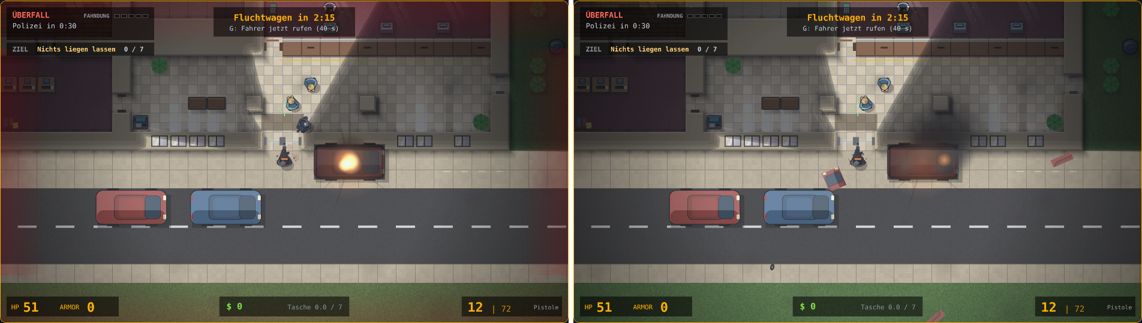 ÜBERFALL
FAHNDUNG
Polizei in 0:30
Fluchtwagen in 2:15
G: Fahrer jetzt rufen (40 s)
ZIEL Nichts liegen lassen 0 / 7
HP 51 ARMOR 0
$ 0 Tasche 0.0 / 7
12 | 72 Pistole
ÜBERFALL
FAHNDUNG
Polizei in 0:30
Fluchtwagen in 2:15
G: Fahrer jetzt rufen (40 s)
ZIEL Nichts liegen lassen 0 / 7
HP 51 ARMOR 0
$ 0 Tasche 0.0 / 7
12 | 72 Pistole